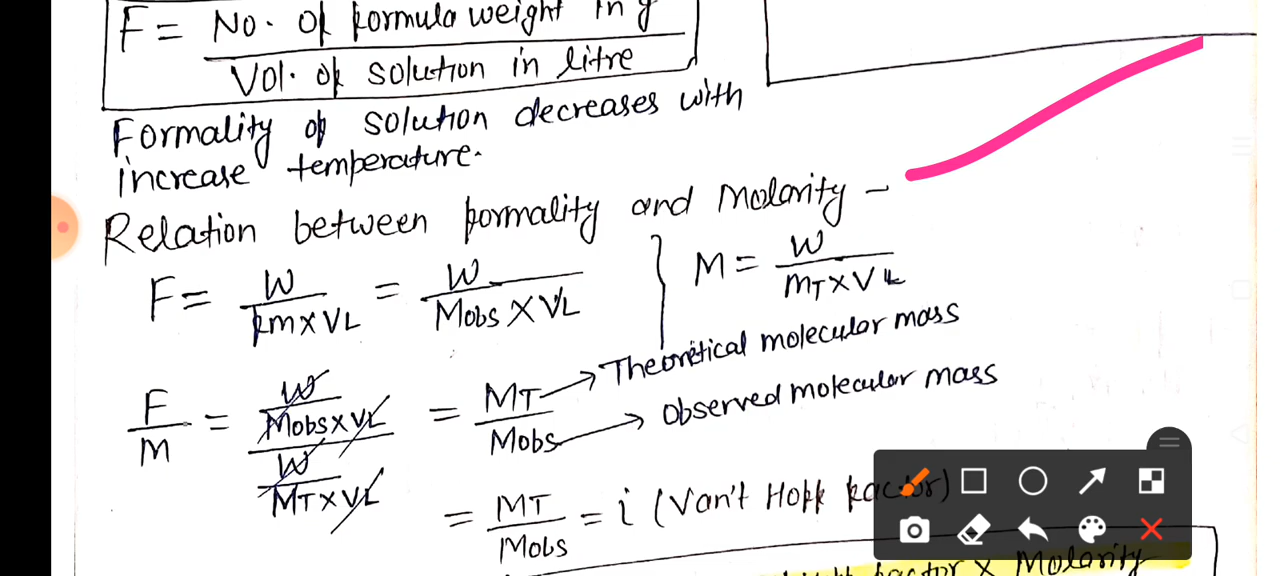 F = No. of formula weight in g
Vol. of solution in litre
Formality of solution decreases with
increase temperature.
Relation between formality and Molarity –
F = W / fm x VL = W / Mobs x VL } M = W / MT x VL
F / M = W / Mobs x VL / W / MT x VL = MT / Mobs
Theoretical molecular mass
Observed molecular mass
= MT / Mobs = i (Van't Hoff factor)
factor x Molarity